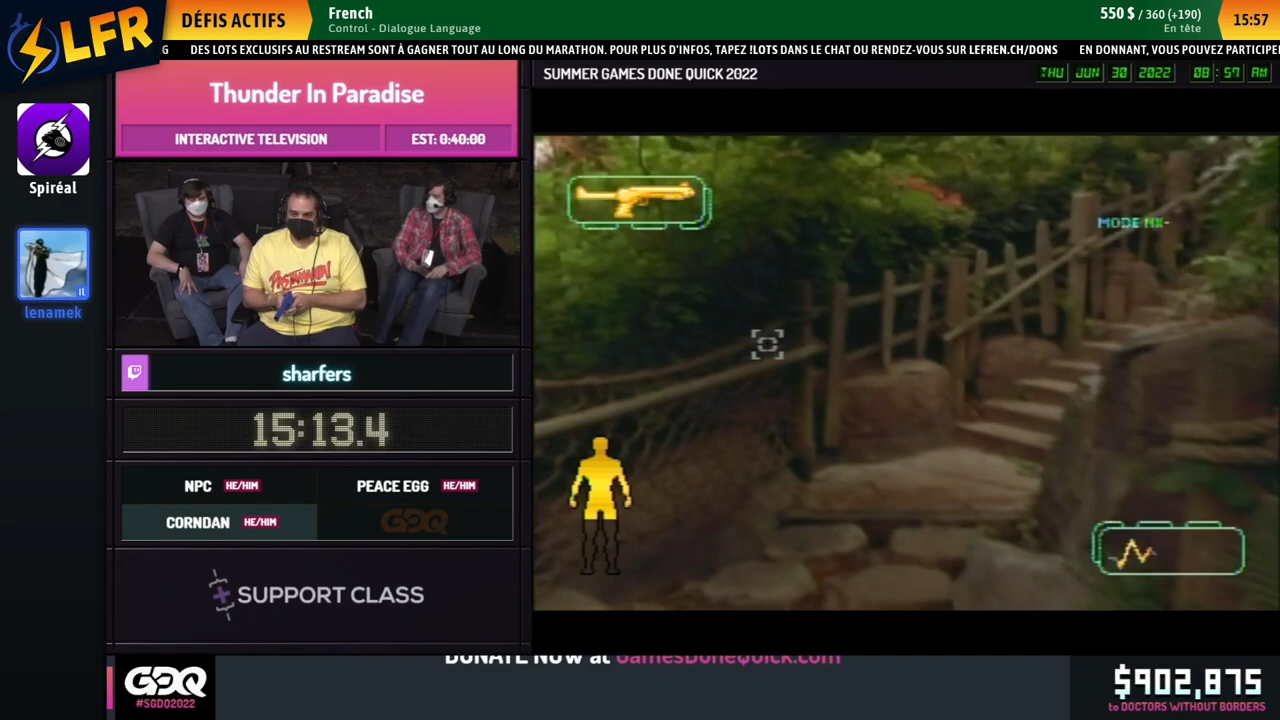 LFR
DÉFIS ACTIFS
French
Control - Dialogue Language
550 $ / 360 (+190)
En tête
15:57
G DES LOTS EXCLUSIFS AU RESTREAM SONT À GAGNER TOUT AU LONG DU MARATHON. POUR PLUS D'INFOS, TAPEZ !LOTS DANS LE CHAT OU RENDEZ-VOUS SUR LEFREN.CH/DONS EN DONNANT, VOUS POUVEZ PARTICIPE
Spiréal
lenamek
Thunder In Paradise
INTERACTIVE TELEVISION
EST: 0:40:00
SUMMER GAMES DONE QUICK 2022
THU JUN 30 2022 08:57 AM
sharfers
15:13.4
NPC HE/HIM
PEACE EGG HE/HIM
CORNDAN HE/HIM
GDQ
SUPPORT CLASS
GDQ
#SGDQ2022
DONATE NOW at GamesDoneQuick.com
$902,875
to DOCTORS WITHOUT BORDERS